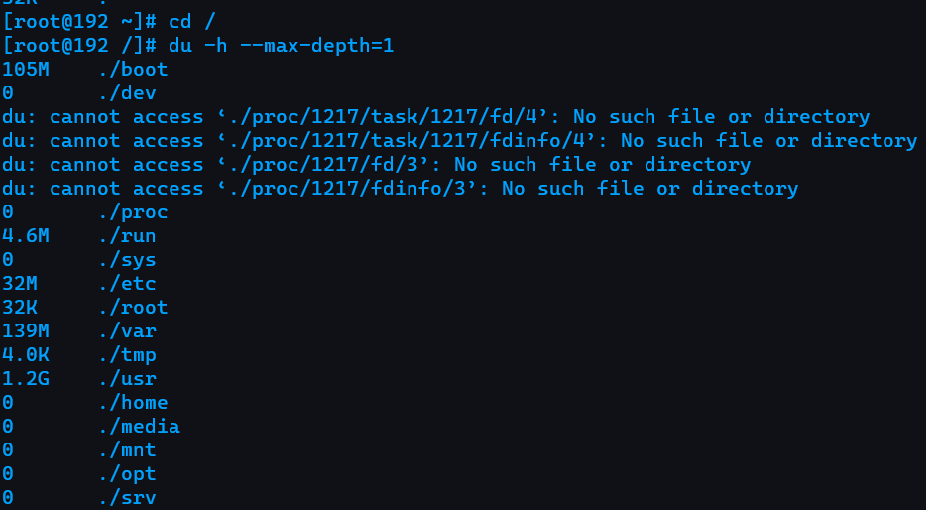 [root@192 ~]# cd /
[root@192 /]# du -h --max-depth=1
105M    ./boot
0       ./dev
du: cannot access ‘./proc/1217/task/1217/fd/4’: No such file or directory
du: cannot access ‘./proc/1217/task/1217/fdinfo/4’: No such file or directory
du: cannot access ‘./proc/1217/fd/3’: No such file or directory
du: cannot access ‘./proc/1217/fdinfo/3’: No such file or directory
0       ./proc
4.6M    ./run
0       ./sys
32M     ./etc
32K     ./root
139M    ./var
4.0K    ./tmp
1.2G    ./usr
0       ./home
0       ./media
0       ./mnt
0       ./opt
0       ./srv